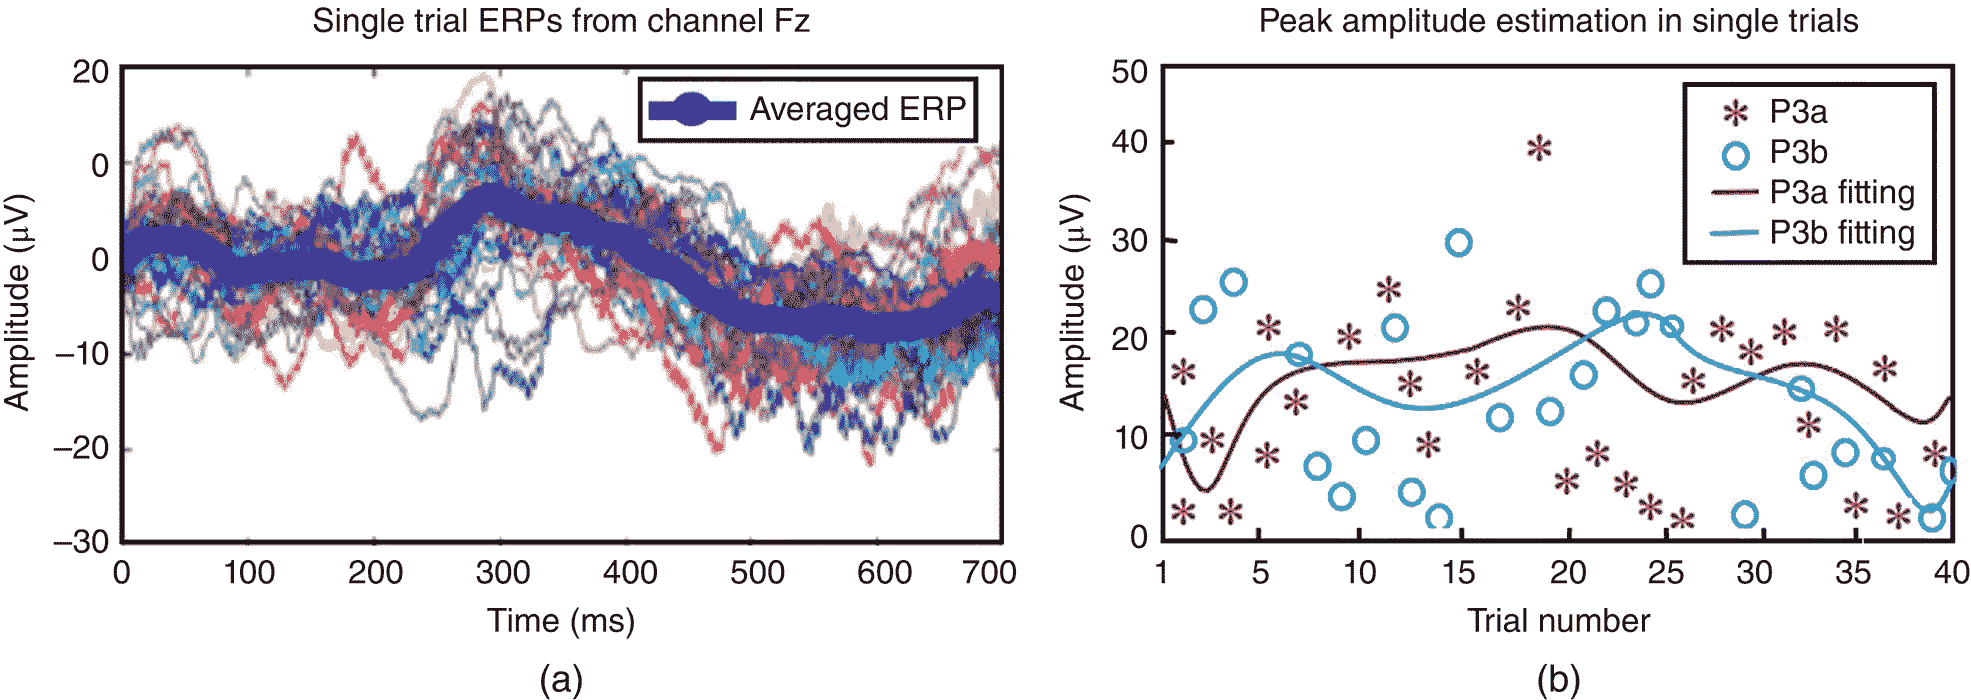 Single trial ERPs from channel Fz
Averaged ERP
Amplitude (μV)
20
0
0
–10
–20
–30
0 100 200 300 400 500 600 700
Time (ms)
(a)
Peak amplitude estimation in single trials
P3a
P3b
P3a fitting
P3b fitting
Amplitude (μV)
50
40
30
20
10
0
1 5 10 15 20 25 30 35 40
Trial number
(b)